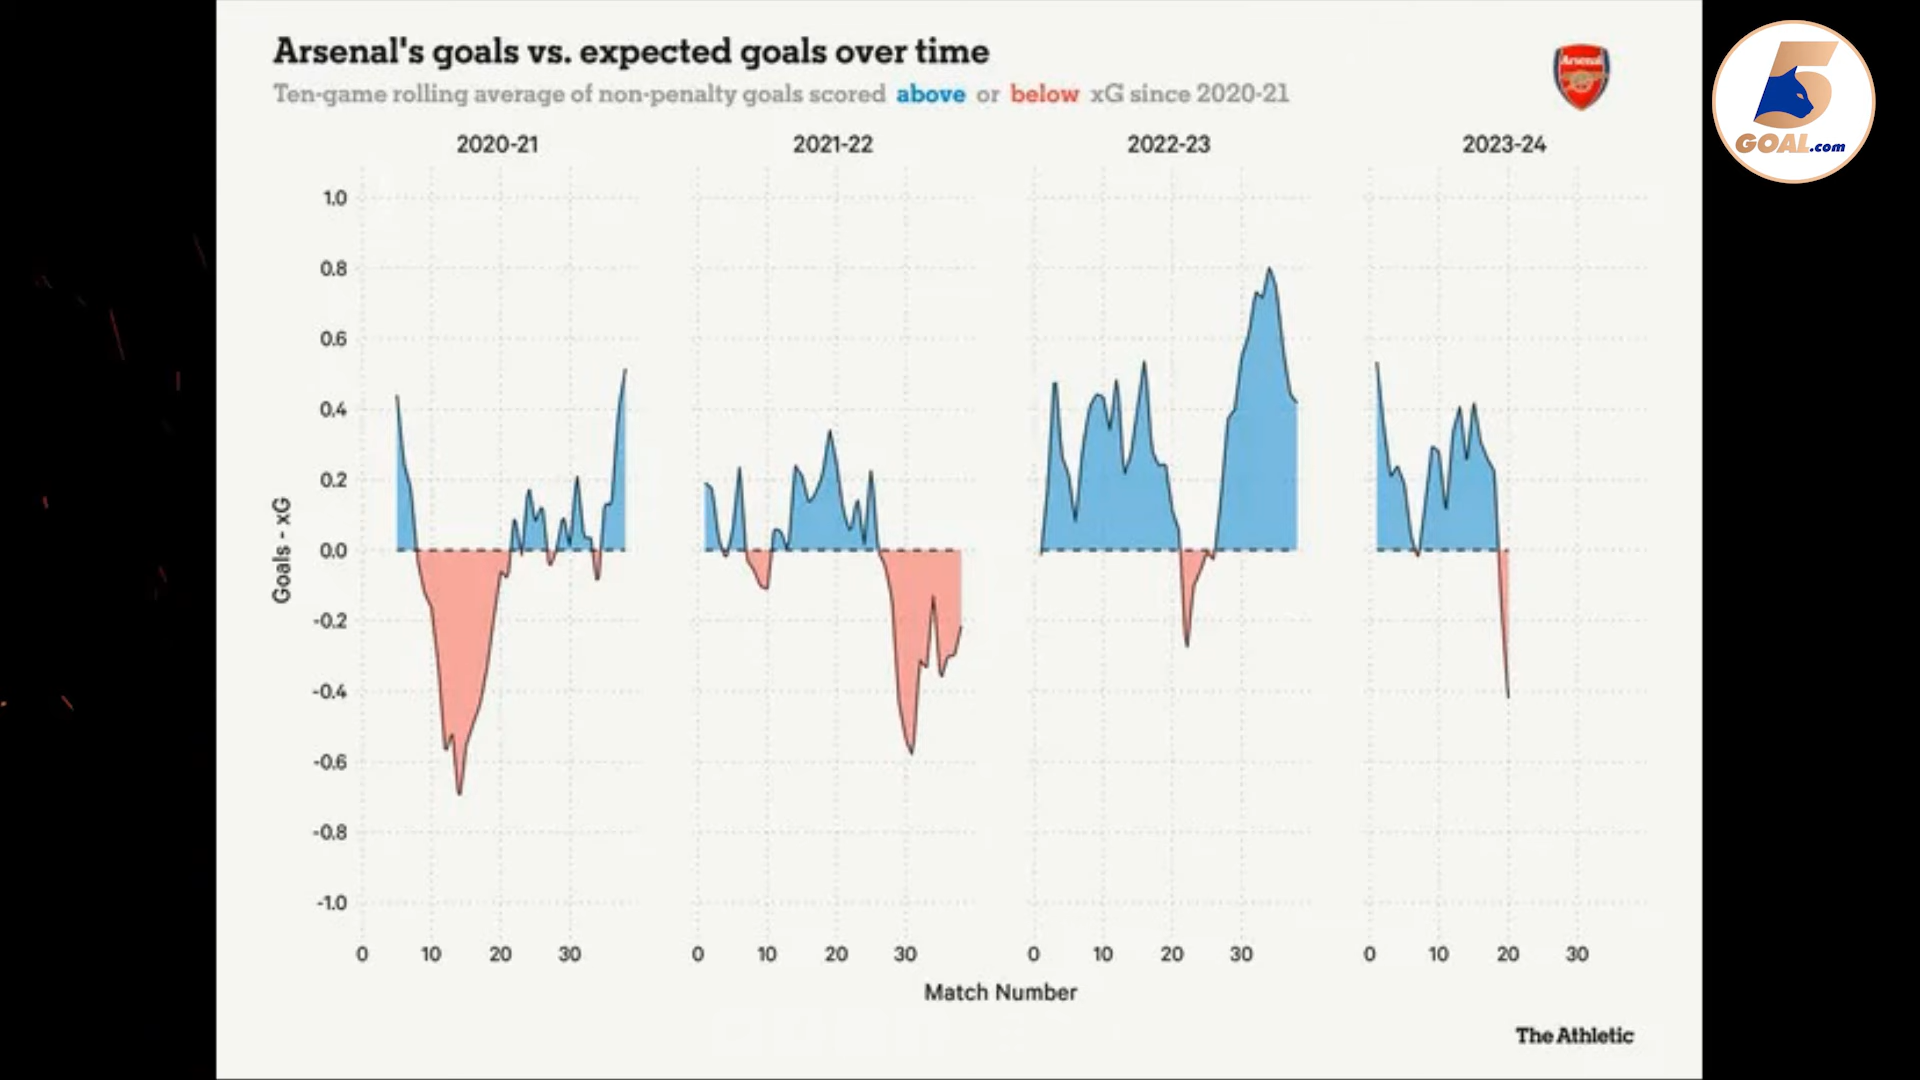 Arsenal's goals vs. expected goals over time
Ten-game rolling average of non-penalty goals scored above or below xG since 2020-21
Arsenal
5
GOAL.com
2020-21 2021-22 2022-23 2023-24
1.0
0.8
0.6
0.4
0.2
0.0
-0.2
-0.4
-0.6
-0.8
-1.0
Goals - xG
0 10 20 30 0 10 20 30 0 10 20 30 0 10 20 30
Match Number
The Athletic